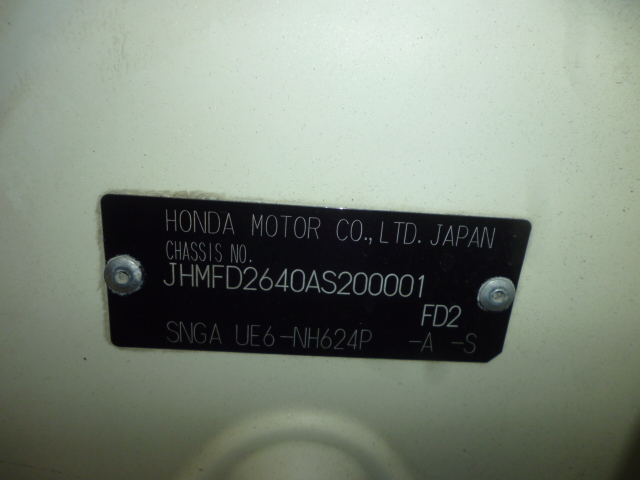 HONDA MOTOR CO.,LTD. JAPAN
CHASSIS NO.
JHMFD2640AS200001
FD2
SNGA UE6-NH624P -A -S